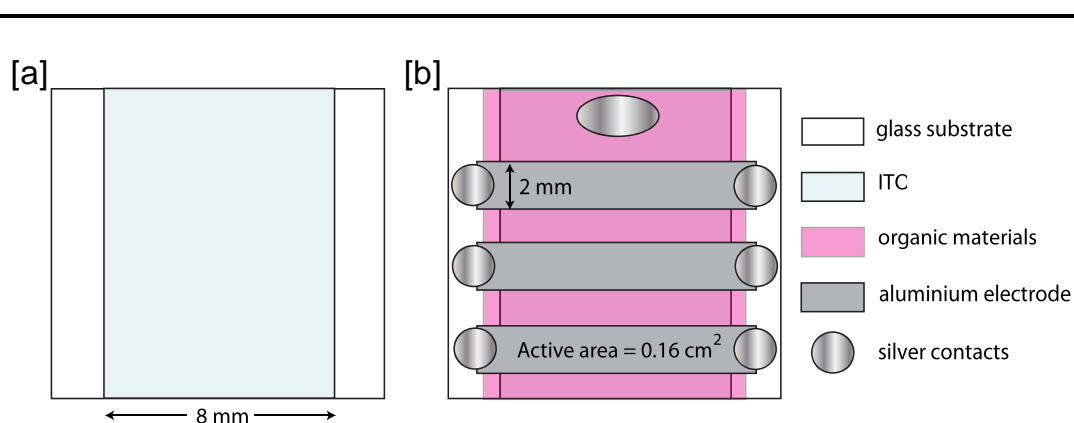 [a]
[b]
glass substrate
2 mm
ITC
organic materials
aluminium electrode
Active area = 0.16 cm²
silver contacts
8 mm